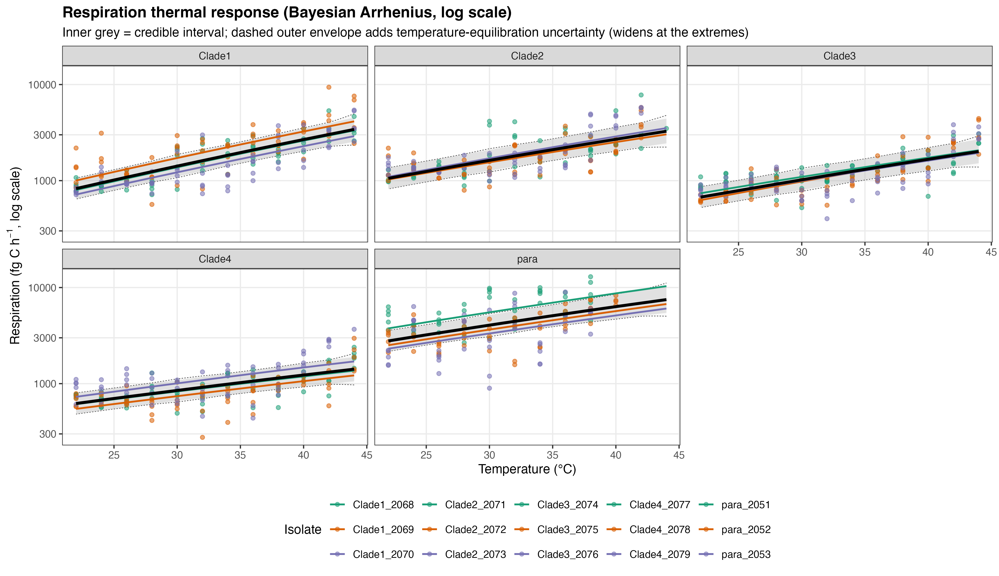 Respiration thermal response (Bayesian Arrhenius, log scale)
Inner grey = credible interval; dashed outer envelope adds temperature-equilibration uncertainty (widens at the extremes)
Clade1
Clade2
Clade3
10000
3000
1000
300
25
30
35
40
45
Clade4
para
10000
3000
1000
300
25
30
35
40
45
25
30
35
40
45
Respiration (fg C h⁻¹, log scale)
Temperature (°C)
Isolate
Clade1_2068
Clade2_2071
Clade3_2074
Clade4_2077
para_2051
Clade1_2069
Clade2_2072
Clade3_2075
Clade4_2078
para_2052
Clade1_2070
Clade2_2073
Clade3_2076
Clade4_2079
para_2053